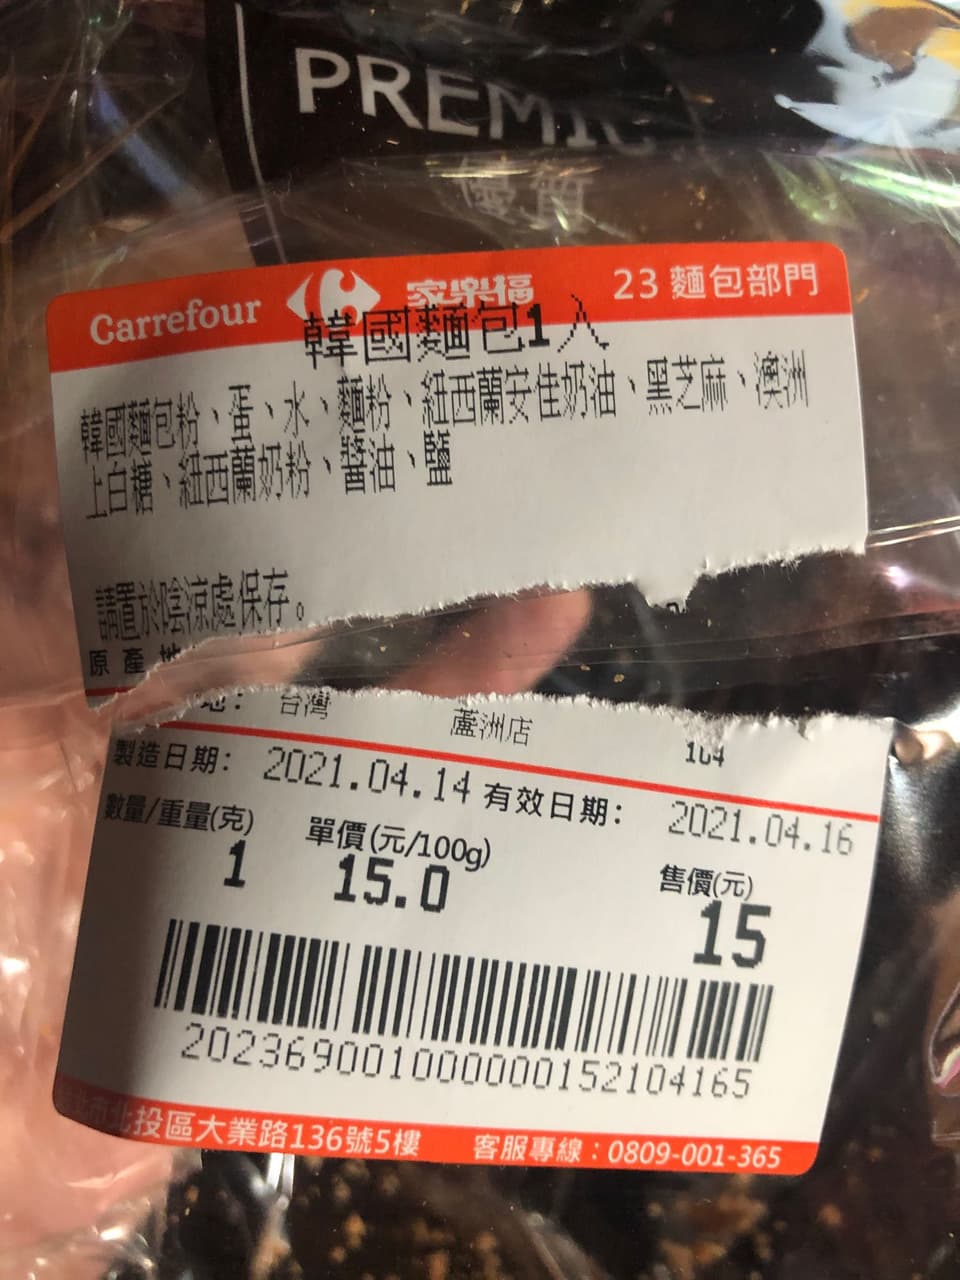 優質
Carrefour 家樂福 23 麵包部門
韓國麵包1入
韓國麵包粉、蛋、水、麵粉、紐西蘭安佳奶油、黑芝麻、澳洲
上白糖、紐西蘭奶粉、醬油、鹽
請置於陰涼處保存。
原產地
地: 台灣 蘆洲店 104
製造日期: 2021.04.14 有效日期: 2021.04.16
數量/重量(克) 單價(元/100g) 售價(元)
1 15.0 15
2023690010000000152104165
北市北投區大業路136號5樓 客服專線：0809-001-365